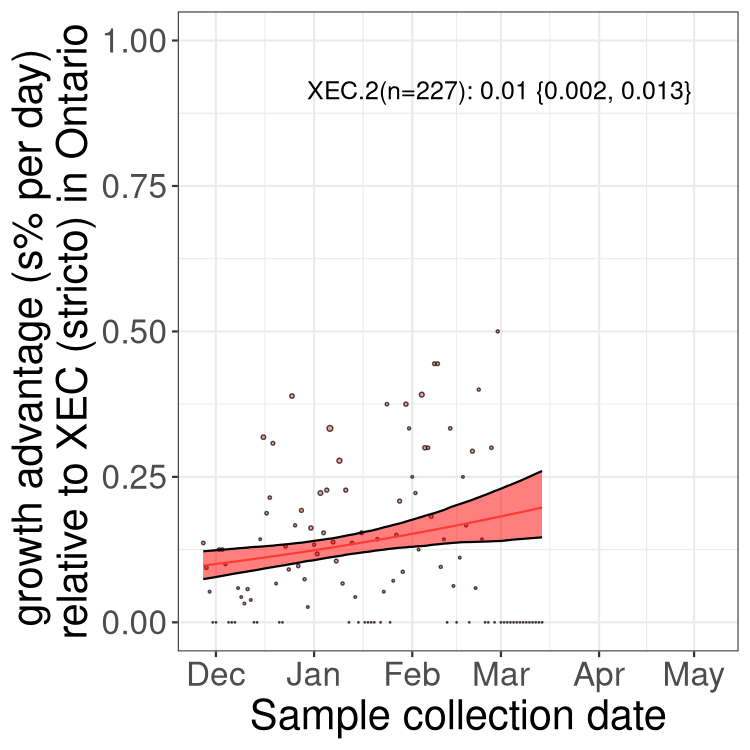 growth advantage (s% per day)
relative to XEC (stricto) in Ontario
1.00
0.75
0.50
0.25
0.00
XEC.2(n=227): 0.01 {0.002, 0.013}
Dec Jan Feb Mar Apr May
Sample collection date